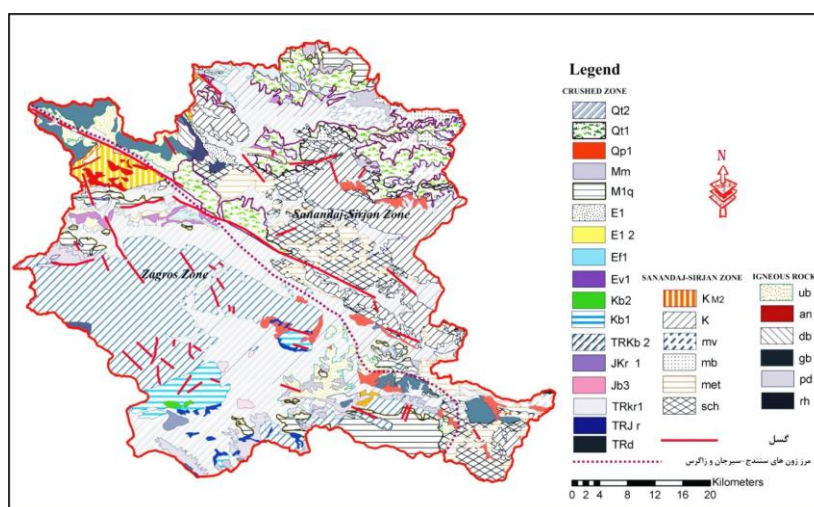 Sanandaj-Sirjan Zone
Zagros Zone
N
Legend
CRUSHED ZONE
Qt2
Qt1
Qp1
Mm
M1q
E1
E1 2
Ef1
Ev1
Kb2
Kb1
TRKb 2
JKr 1
Jb3
TRkr1
TRJ r
TRd
SANANDAJ-SIRJAN ZONE
K M2
K
mv
mb
met
sch
IGNEOUS ROCK
ub
an
db
gb
pd
rh
گسل
مرز زون های سنندج-سیرجان و زاگرس
Kilometers
0 2 4 8 12 16 20